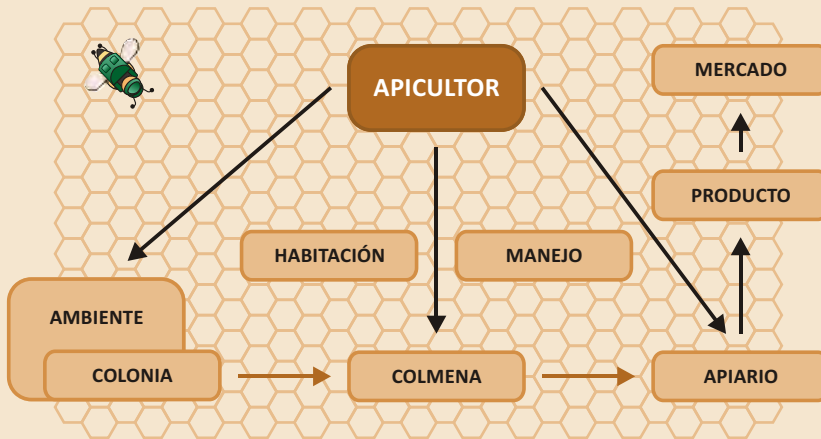 APICULTOR
MERCADO
PRODUCTO
HABITACIÓN
MANEJO
AMBIENTE
COLONIA
COLMENA
APIARIO